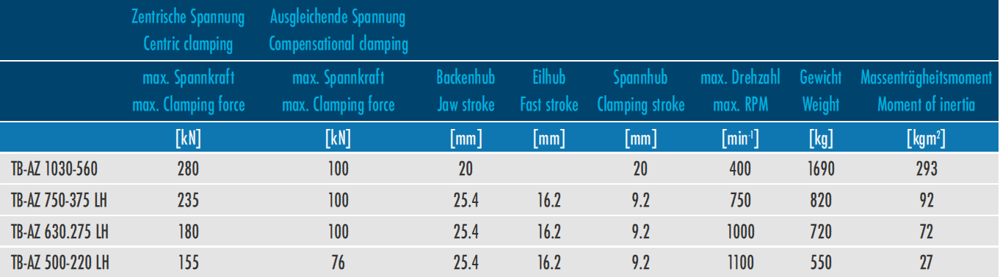 Zentrische Spannung Ausgleichende Spannung
Centric clamping Compensational clamping
max. Spannkraft max. Spannkraft Backenhub Eilhub Spannhub max. Drehzahl Gewicht Massenträgheitsmoment
max. Clamping force max. Clamping force Jaw stroke Fast stroke Clamping stroke max. RPM Weight Moment of inertia
[kN] [kN] [mm] [mm] [mm] [min⁻¹] [kg] [kgm²]
TB-AZ 1030-560 280 100 20 20 400 1690 293
TB-AZ 750-375 LH 235 100 25.4 16.2 9.2 750 820 92
TB-AZ 630.275 LH 180 100 25.4 16.2 9.2 1000 720 72
TB-AZ 500-220 LH 155 76 25.4 16.2 9.2 1100 550 27